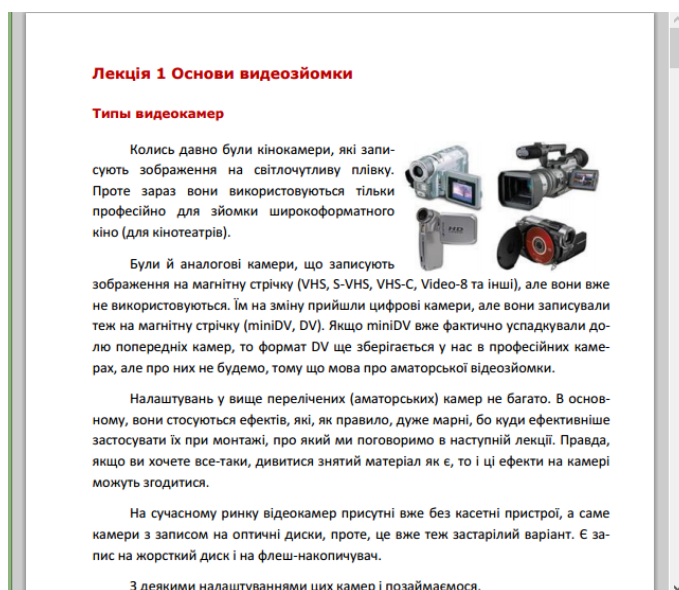 Лекція 1 Основи видеозйомки
Типы видеокамер
Колись давно були кінокамери, які запи-
сують зображення на світлочутливу плівку.
Проте зараз вони використовуються тільки
професійно для зйомки широкоформатного
кіно (для кінотеатрів).
Були й аналогові камери, що записують
зображення на магнітну стрічку (VHS, S-VHS, VHS-C, Video-8 та інші), але вони вже
не використовуються. Їм на зміну прийшли цифрові камери, але вони записували
теж на магнітну стрічку (miniDV, DV). Якщо miniDV вже фактично успадкували до-
лю попередніх камер, то формат DV ще зберігається у нас в професійних каме-
рах, але про них не будемо, тому що мова про аматорської відеозйомки.
Налаштувань у вище перелічених (аматорських) камер не багато. В основ-
ному, вони стосуються ефектів, які, як правило, дуже марні, бо куди ефективніше
застосувати їх при монтажі, про який ми поговоримо в наступній лекції. Правда,
якщо ви хочете все-таки, дивитися знятий матеріал як є, то і ці ефекти на камері
можуть згодитися.
На сучасному ринку відеокамер присутні вже без касетні пристрої, а саме
камери з записом на оптичні диски, проте, це вже теж застарілий варіант. Є за-
пис на жорсткий диск і на флеш-накопичувач.
З деякими налаштуваннями цих камер і позаймаємося.